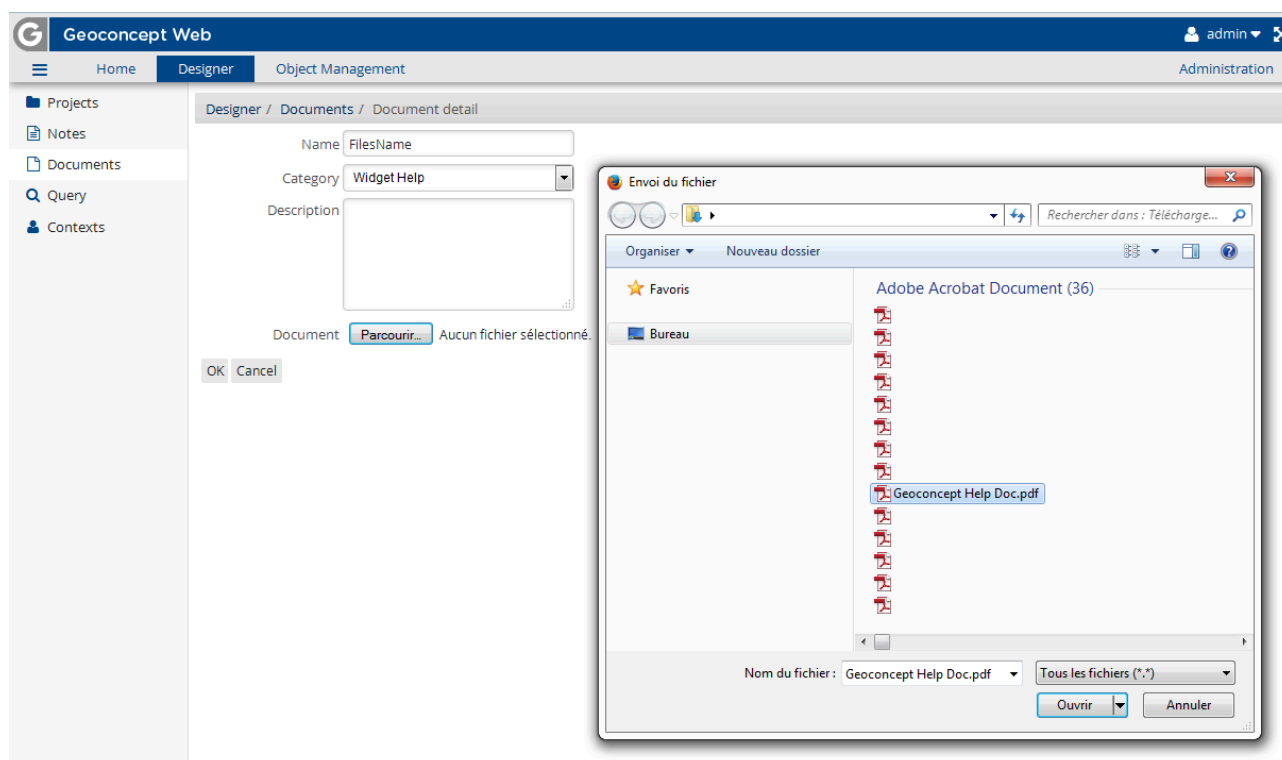 G Geoconcept Web
admin
Home Designer Object Management Administration
Projects
Notes
Documents
Query
Contexts
Designer / Documents / Document detail
Name FilesName
Category Widget Help
Description
Document Parcourir... Aucun fichier sélectionné.
OK Cancel
Envoi du fichier
Rechercher dans : Télécharge...
Organiser Nouveau dossier
Favoris
Bureau
Adobe Acrobat Document (36)
Geoconcept Help Doc.pdf
Nom du fichier : Geoconcept Help Doc.pdf Tous les fichiers (*.*)
Ouvrir Annuler